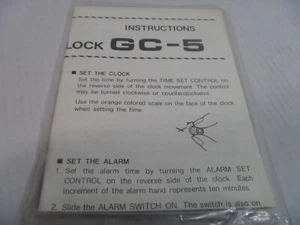 INSTRUCTIONS
LOCK GC-5
■ SET THE CLOCK
Set the time by turning the TIME SET CONTROL on
the reverse side of the clock movement. The control
may be turned clockwise or counterclockwise.
Use the orange colored scale on the face of the clock
when setting the time.
■ SET THE ALARM
1. Set the alarm time by turning the ALARM SET
CONTROL on the reverse side of the clock. Each
increment of the alarm hand represents ten minutes.
2. Slide the ALARM SWITCH ON. The switch is also on